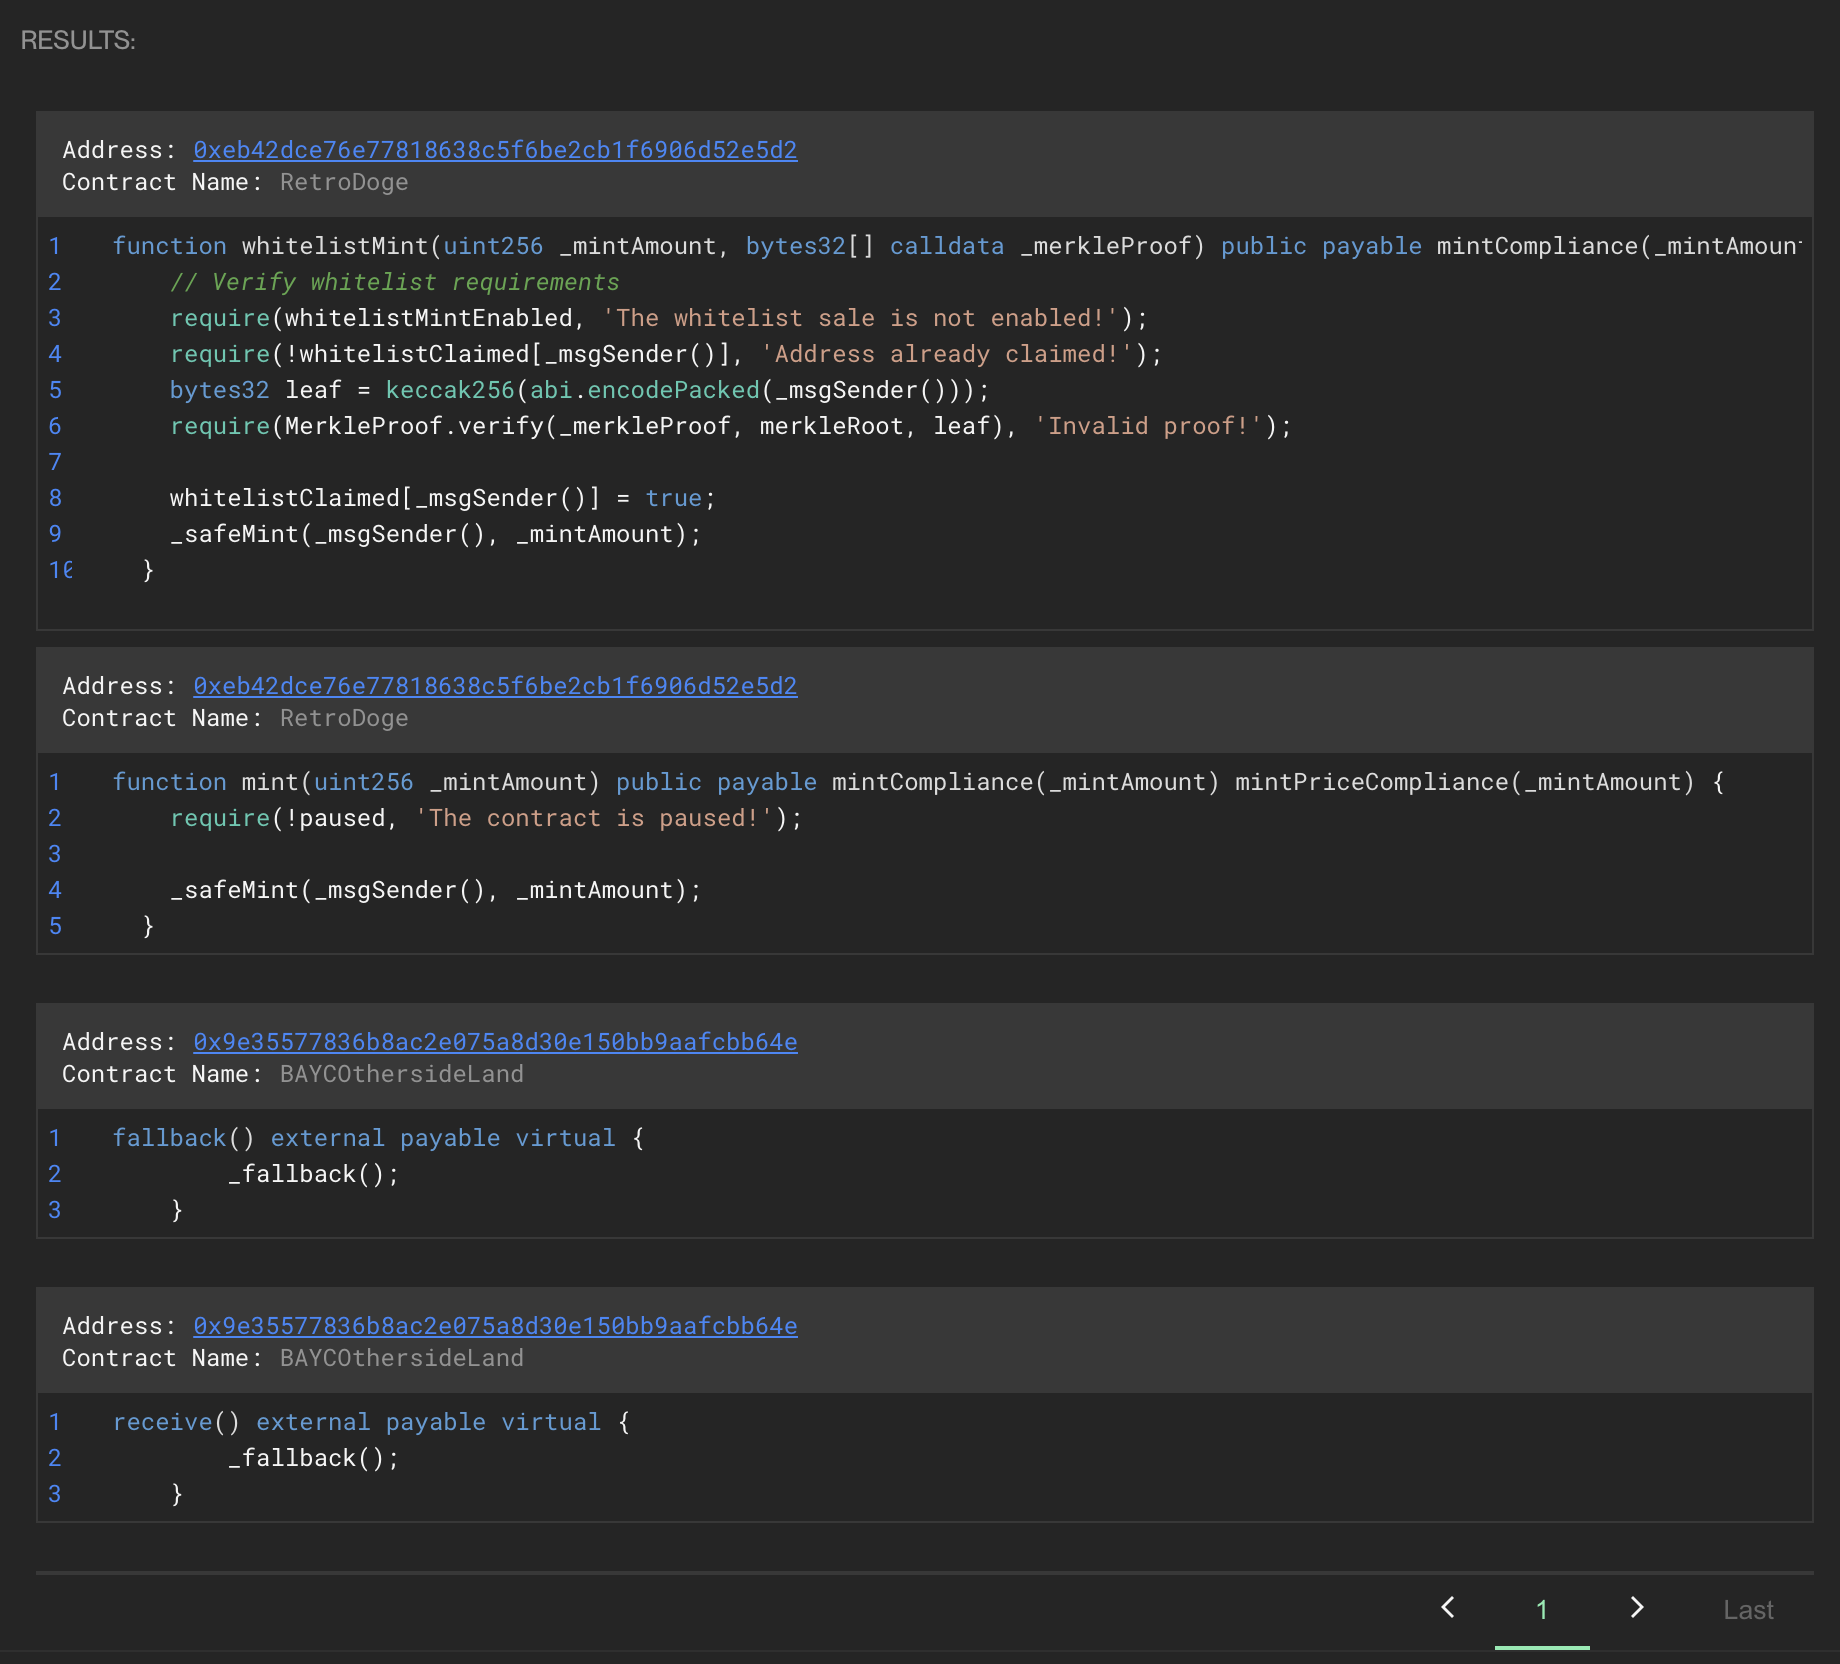 RESULTS:
Address: 0xeb42dce76e77818638c5f6be2cb1f6906d52e5d2
Contract Name: RetroDoge
1 function whitelistMint(uint256 _mintAmount, bytes32[] calldata _merkleProof) public payable mintCompliance(_mintAmoun
2 // Verify whitelist requirements
3 require(whitelistMintEnabled, 'The whitelist sale is not enabled!');
4 require(!whitelistClaimed[_msgSender()], 'Address already claimed!');
5 bytes32 leaf = keccak256(abi.encodePacked(_msgSender()));
6 require(MerkleProof.verify(_merkleProof, merkleRoot, leaf), 'Invalid proof!');
7
8 whitelistClaimed[_msgSender()] = true;
9 _safeMint(_msgSender(), _mintAmount);
10 }
Address: 0xeb42dce76e77818638c5f6be2cb1f6906d52e5d2
Contract Name: RetroDoge
1 function mint(uint256 _mintAmount) public payable mintCompliance(_mintAmount) mintPriceCompliance(_mintAmount) {
2 require(!paused, 'The contract is paused!');
3
4 _safeMint(_msgSender(), _mintAmount);
5 }
Address: 0x9e35577836b8ac2e075a8d30e150bb9aafcbb64e
Contract Name: BAYCOthersideLand
1 fallback() external payable virtual {
2 _fallback();
3 }
Address: 0x9e35577836b8ac2e075a8d30e150bb9aafcbb64e
Contract Name: BAYCOthersideLand
1 receive() external payable virtual {
2 _fallback();
3 }
1 Last